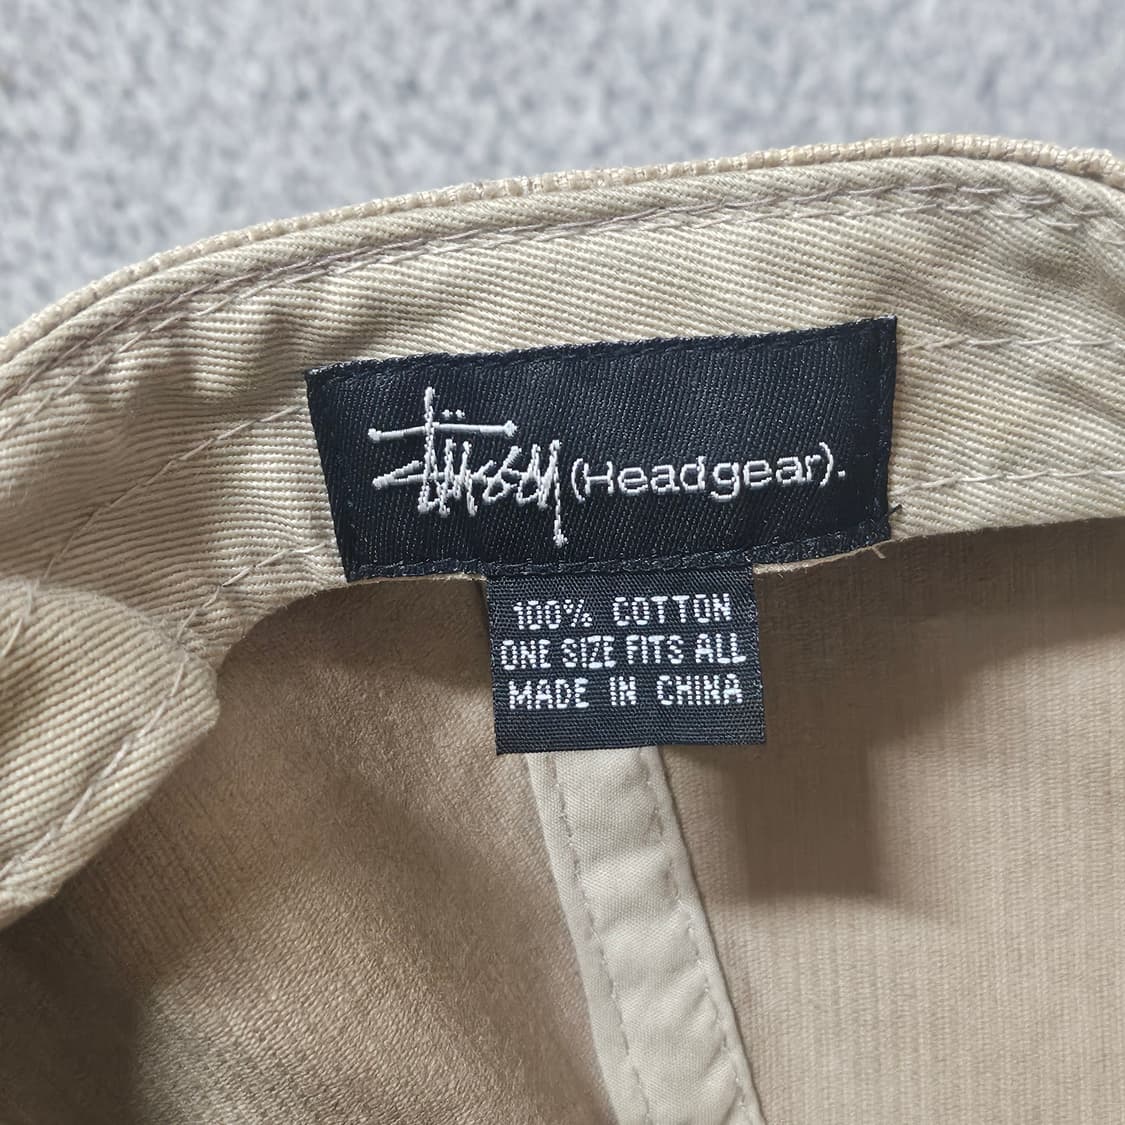 Stüssy (Headgear).
100% COTTON
ONE SIZE FITS ALL
MADE IN CHINA